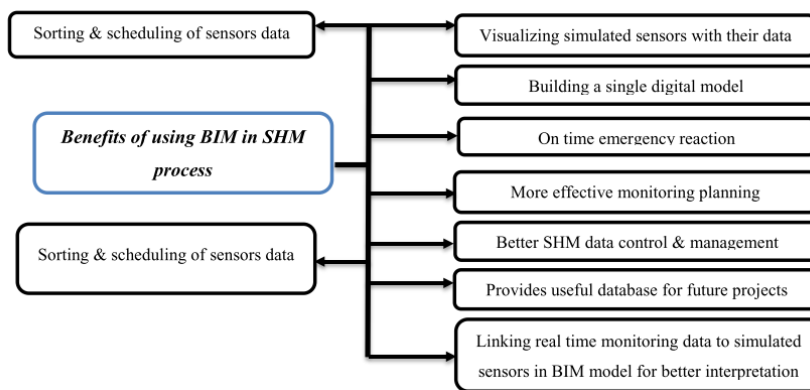 Sorting & scheduling of sensors data
Benefits of using BIM in SHM
process
Sorting & scheduling of sensors data
Visualizing simulated sensors with their data
Building a single digital model
On time emergency reaction
More effective monitoring planning
Better SHM data control & management
Provides useful database for future projects
Linking real time monitoring data to simulated
sensors in BIM model for better interpretation